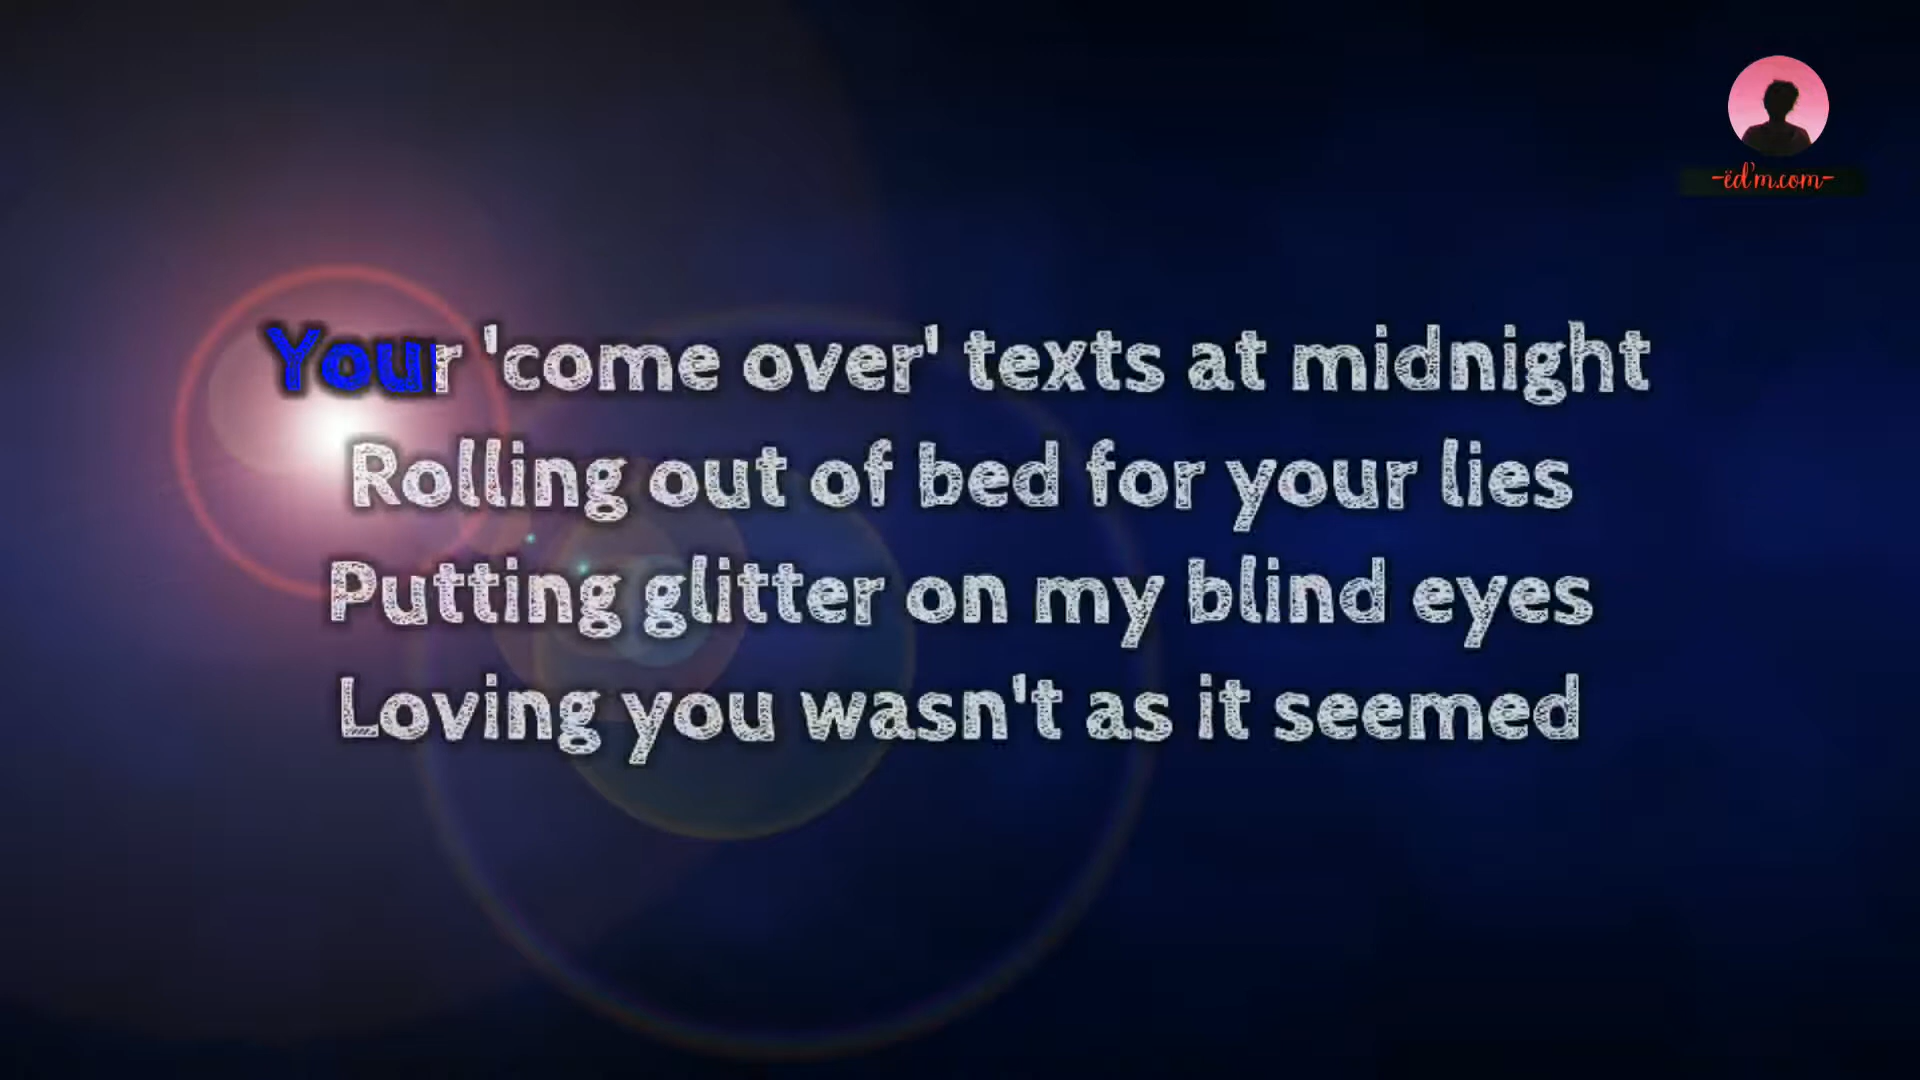 -ëd'm.com-
Your 'come over' texts at midnight
Rolling out of bed for your lies
Putting glitter on my blind eyes
Loving you wasn't as it seemed